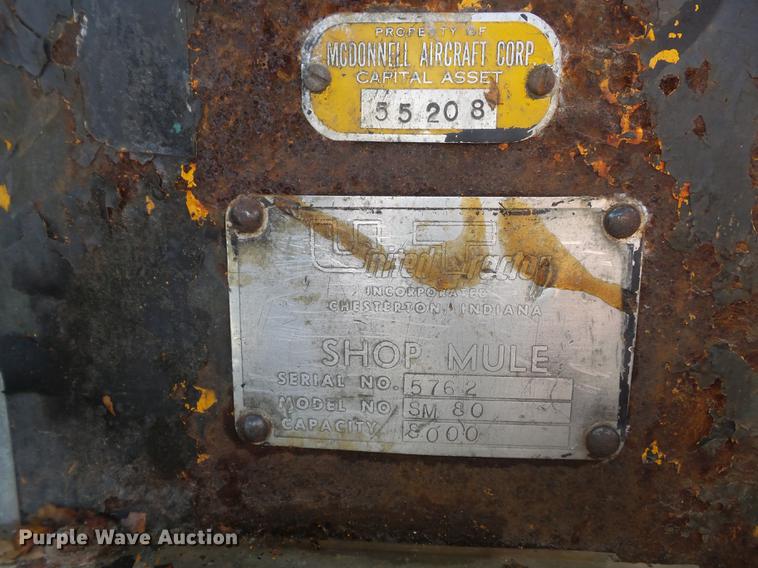 PROPERTY OF
MCDONNELL AIRCRAFT CORP.
CAPITAL ASSET
55208
United Tractor
INCORPORATED
CHESTERTON, INDIANA
SHOP MULE
SERIAL NO. 5762
MODEL NO. SM 80
CAPACITY 8000
Purple Wave Auction